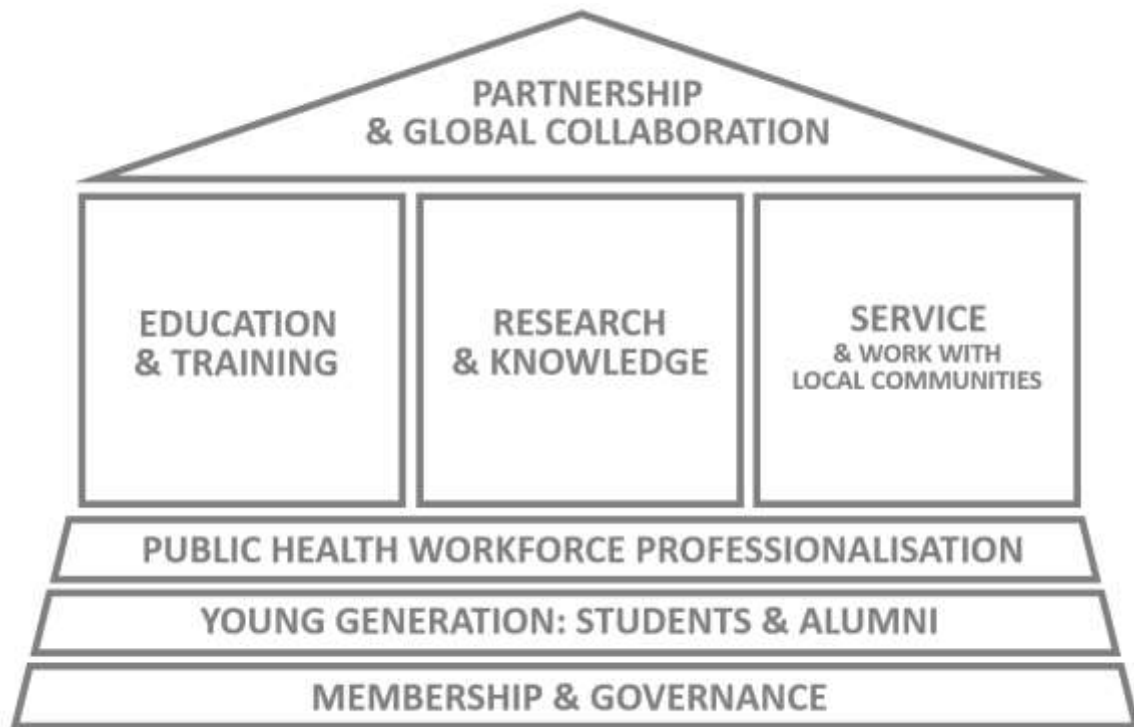 PARTNERSHIP
& GLOBAL COLLABORATION
EDUCATION
& TRAINING
RESEARCH
& KNOWLEDGE
SERVICE
& WORK WITH
LOCAL COMMUNITIES
PUBLIC HEALTH WORKFORCE PROFESSIONALISATION
YOUNG GENERATION: STUDENTS & ALUMNI
MEMBERSHIP & GOVERNANCE